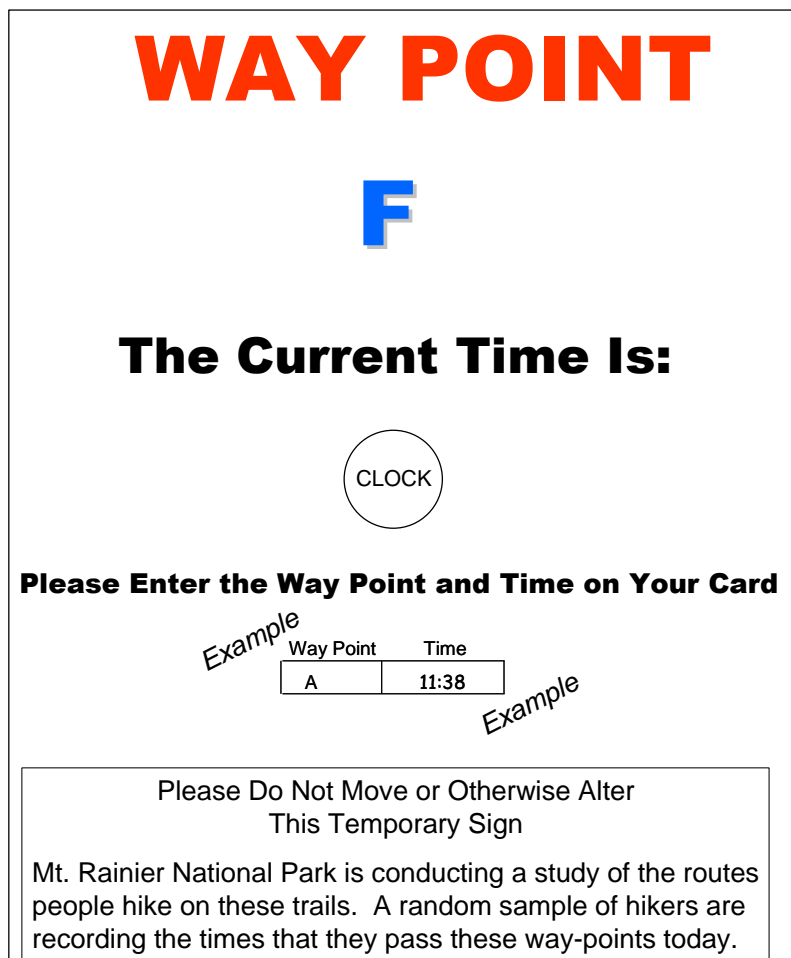 WAY POINT
F
The Current Time Is:
CLOCK
Please Enter the Way Point and Time on Your Card
Example
Way Point Time
A 11:38
Example
Please Do Not Move or Otherwise Alter
This Temporary Sign
Mt. Rainier National Park is conducting a study of the routes
people hike on these trails. A random sample of hikers are
recording the times that they pass these way-points today.